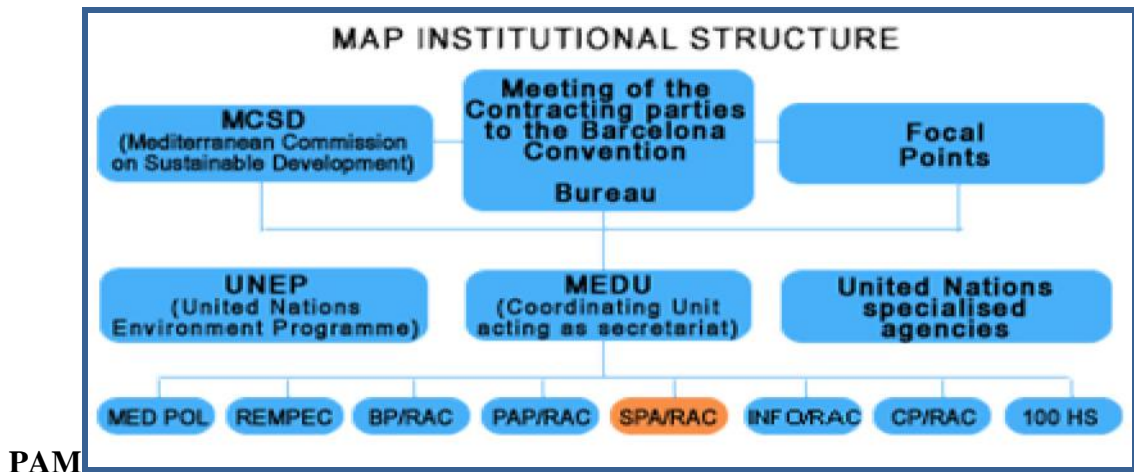 MAP INSTITUTIONAL STRUCTURE
MCSD
(Mediterranean Commission
on Sustainable Development)
Meeting of the
Contracting parties
to the Barcelona
Convention
Bureau
Focal
Points
UNEP
(United Nations
Environment Programme)
MEDU
(Coordinating Unit
acting as secretariat)
United Nations
specialised
agencies
MED POL
REMPEC
BP/RAC
PAP/RAC
SPA/RAC
INFO/RAC
CP/RAC
100 HS
PAM